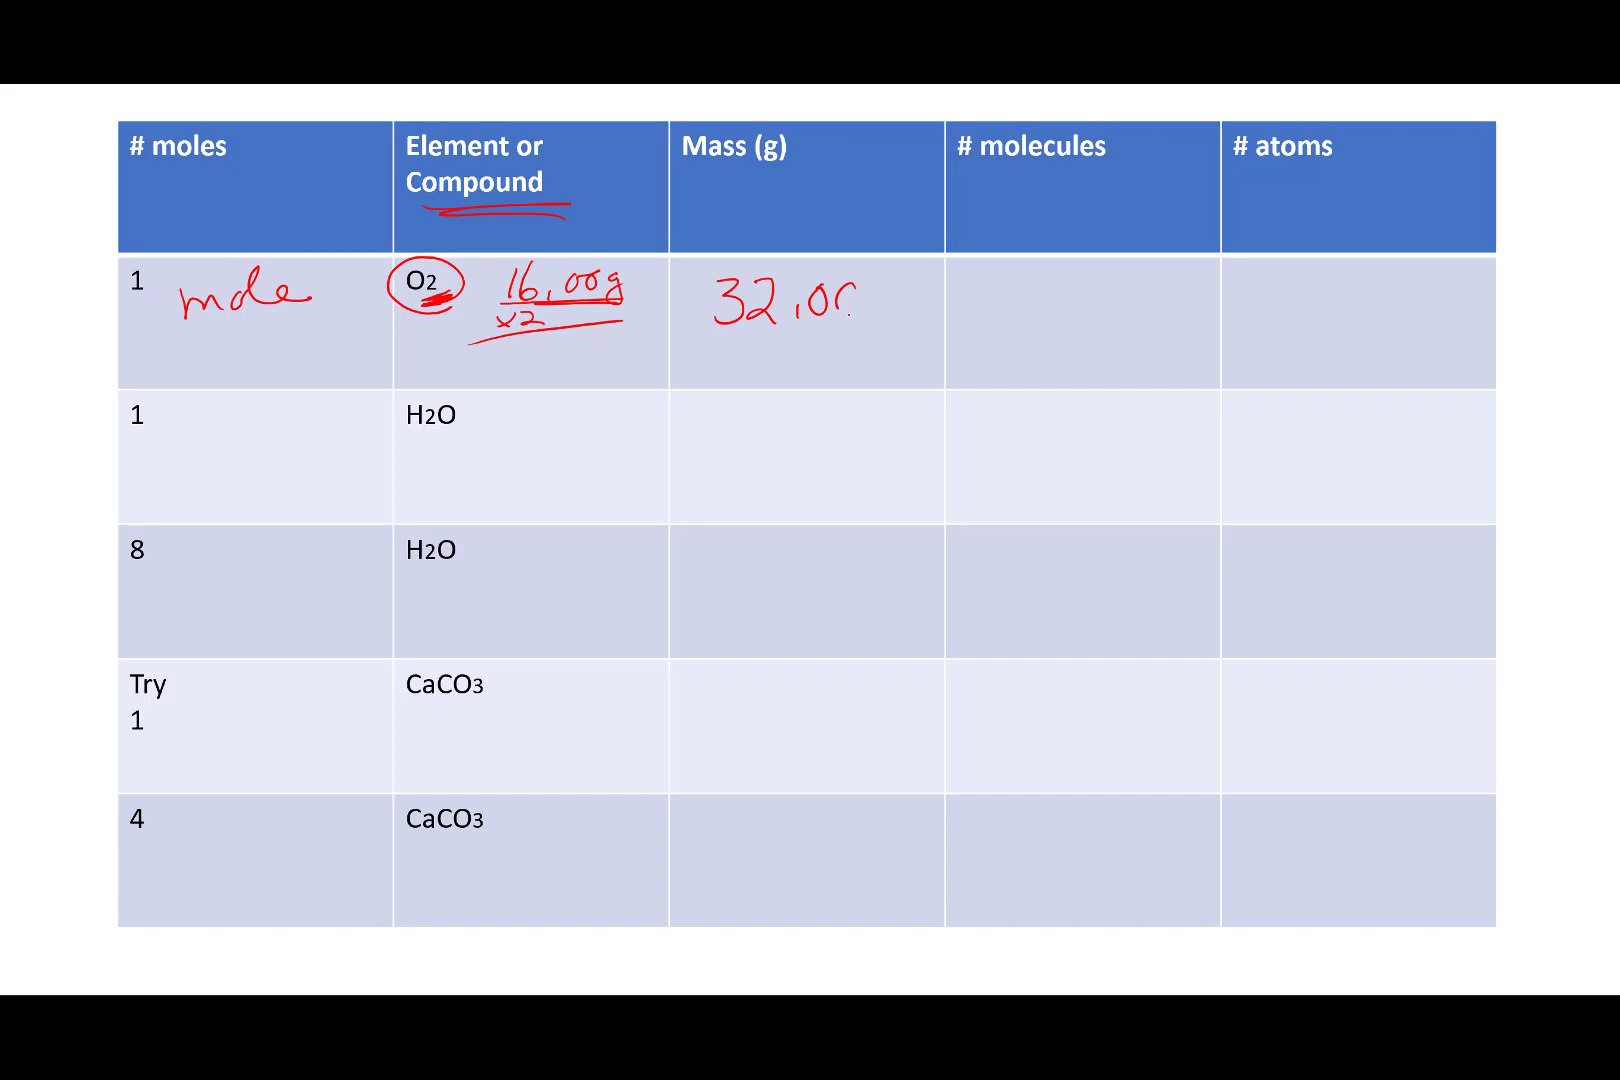 # moles
Element or
Compound
Mass (g)
# molecules
# atoms
1 mole
O2
16.00g
x2
32.00
1
H2O
8
H2O
Try
1
CaCO3
4
CaCO3